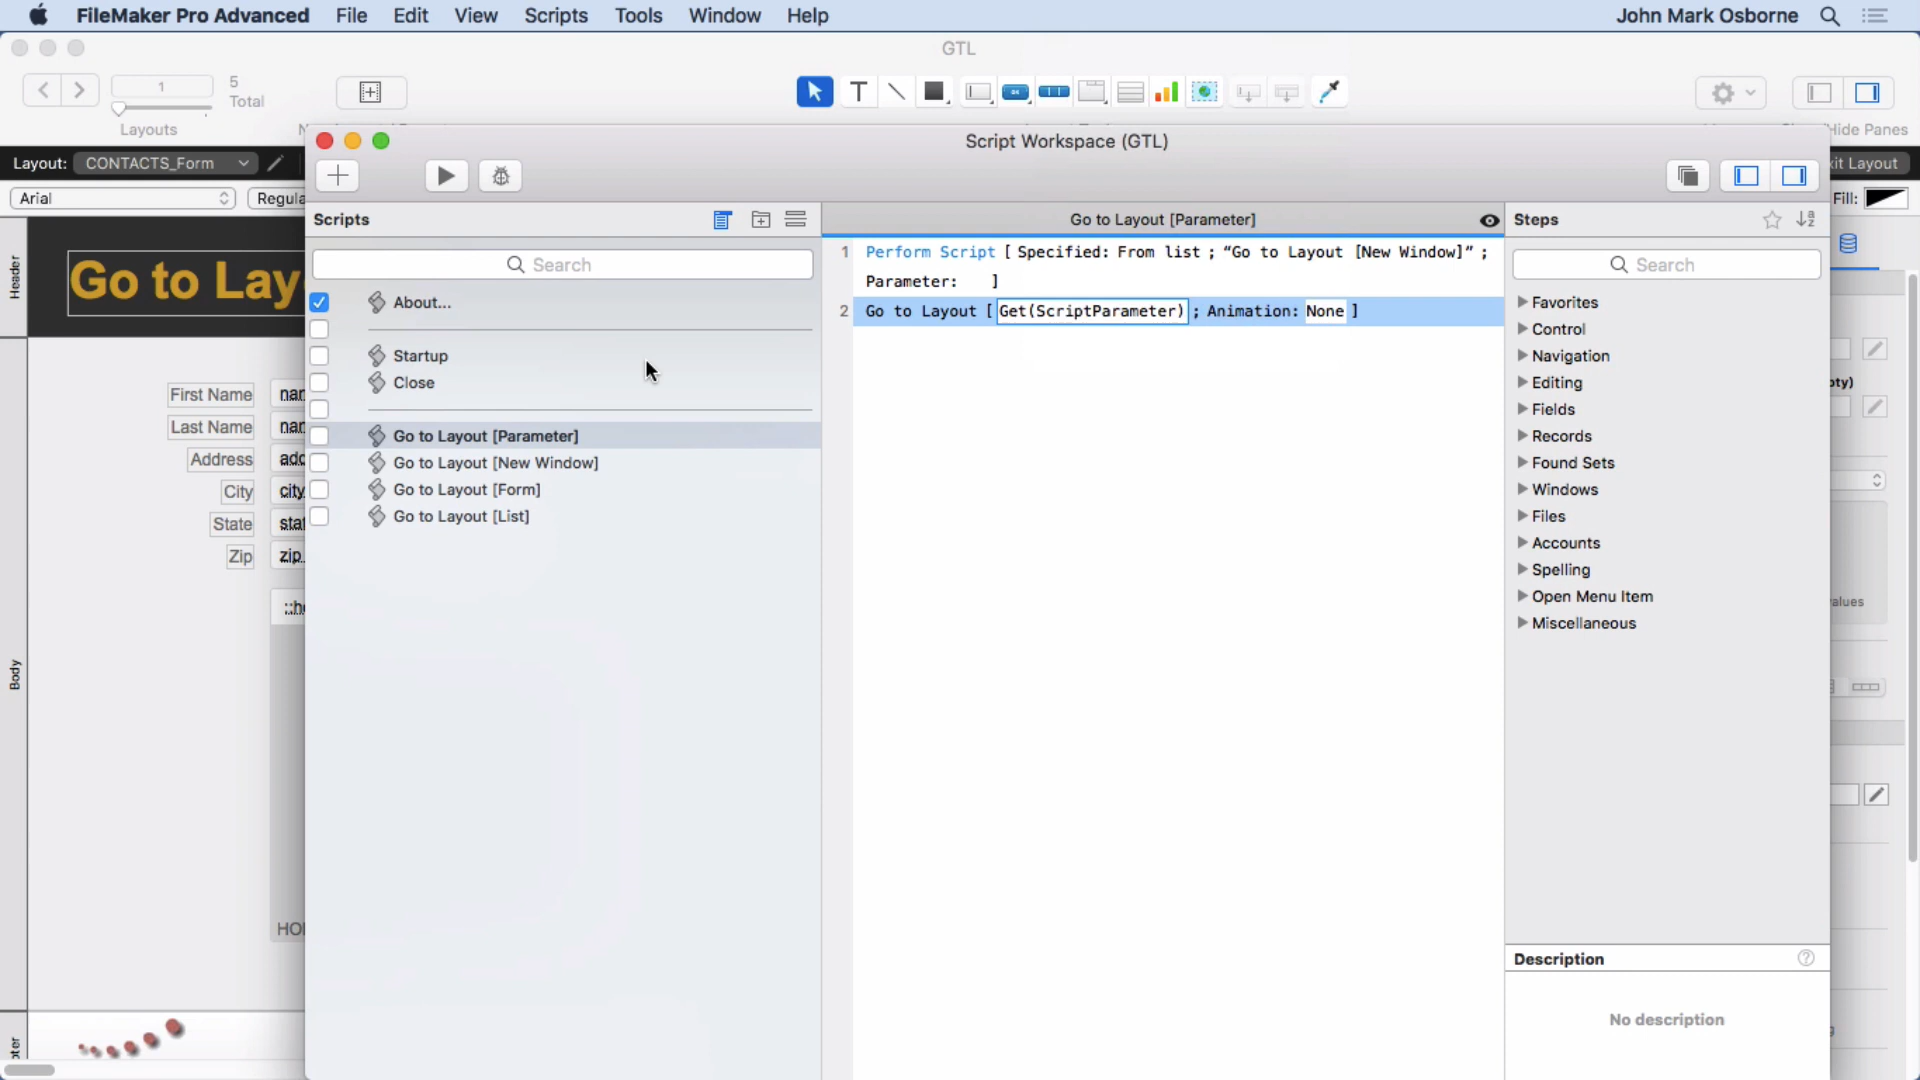 FileMaker Pro Advanced File Edit View Scripts Tools Window Help John Mark Osborne
GTL
1 5 Total
Layouts
Script Workspace (GTL)
Hide Panes
Layout: CONTACTS_Form
Layout
Arial
Fill:
Scripts
Go to Layout [Parameter]
Steps
Header
Go to Lay
Search
1 Perform Script [ Specified: From list ; “Go to Layout [New Window]” ;
Parameter: ]
2 Go to Layout [ Get(ScriptParameter) ; Animation: None ]
Search
About...
Startup
Close
Go to Layout [Parameter]
Go to Layout [New Window]
Go to Layout [Form]
Go to Layout [List]
Favorites
Control
Navigation
Editing
Fields
Records
Found Sets
Windows
Files
Accounts
Spelling
Open Menu Item
Miscellaneous
First Name
Last Name
Address
City
State
Zip
Body
Description
No description